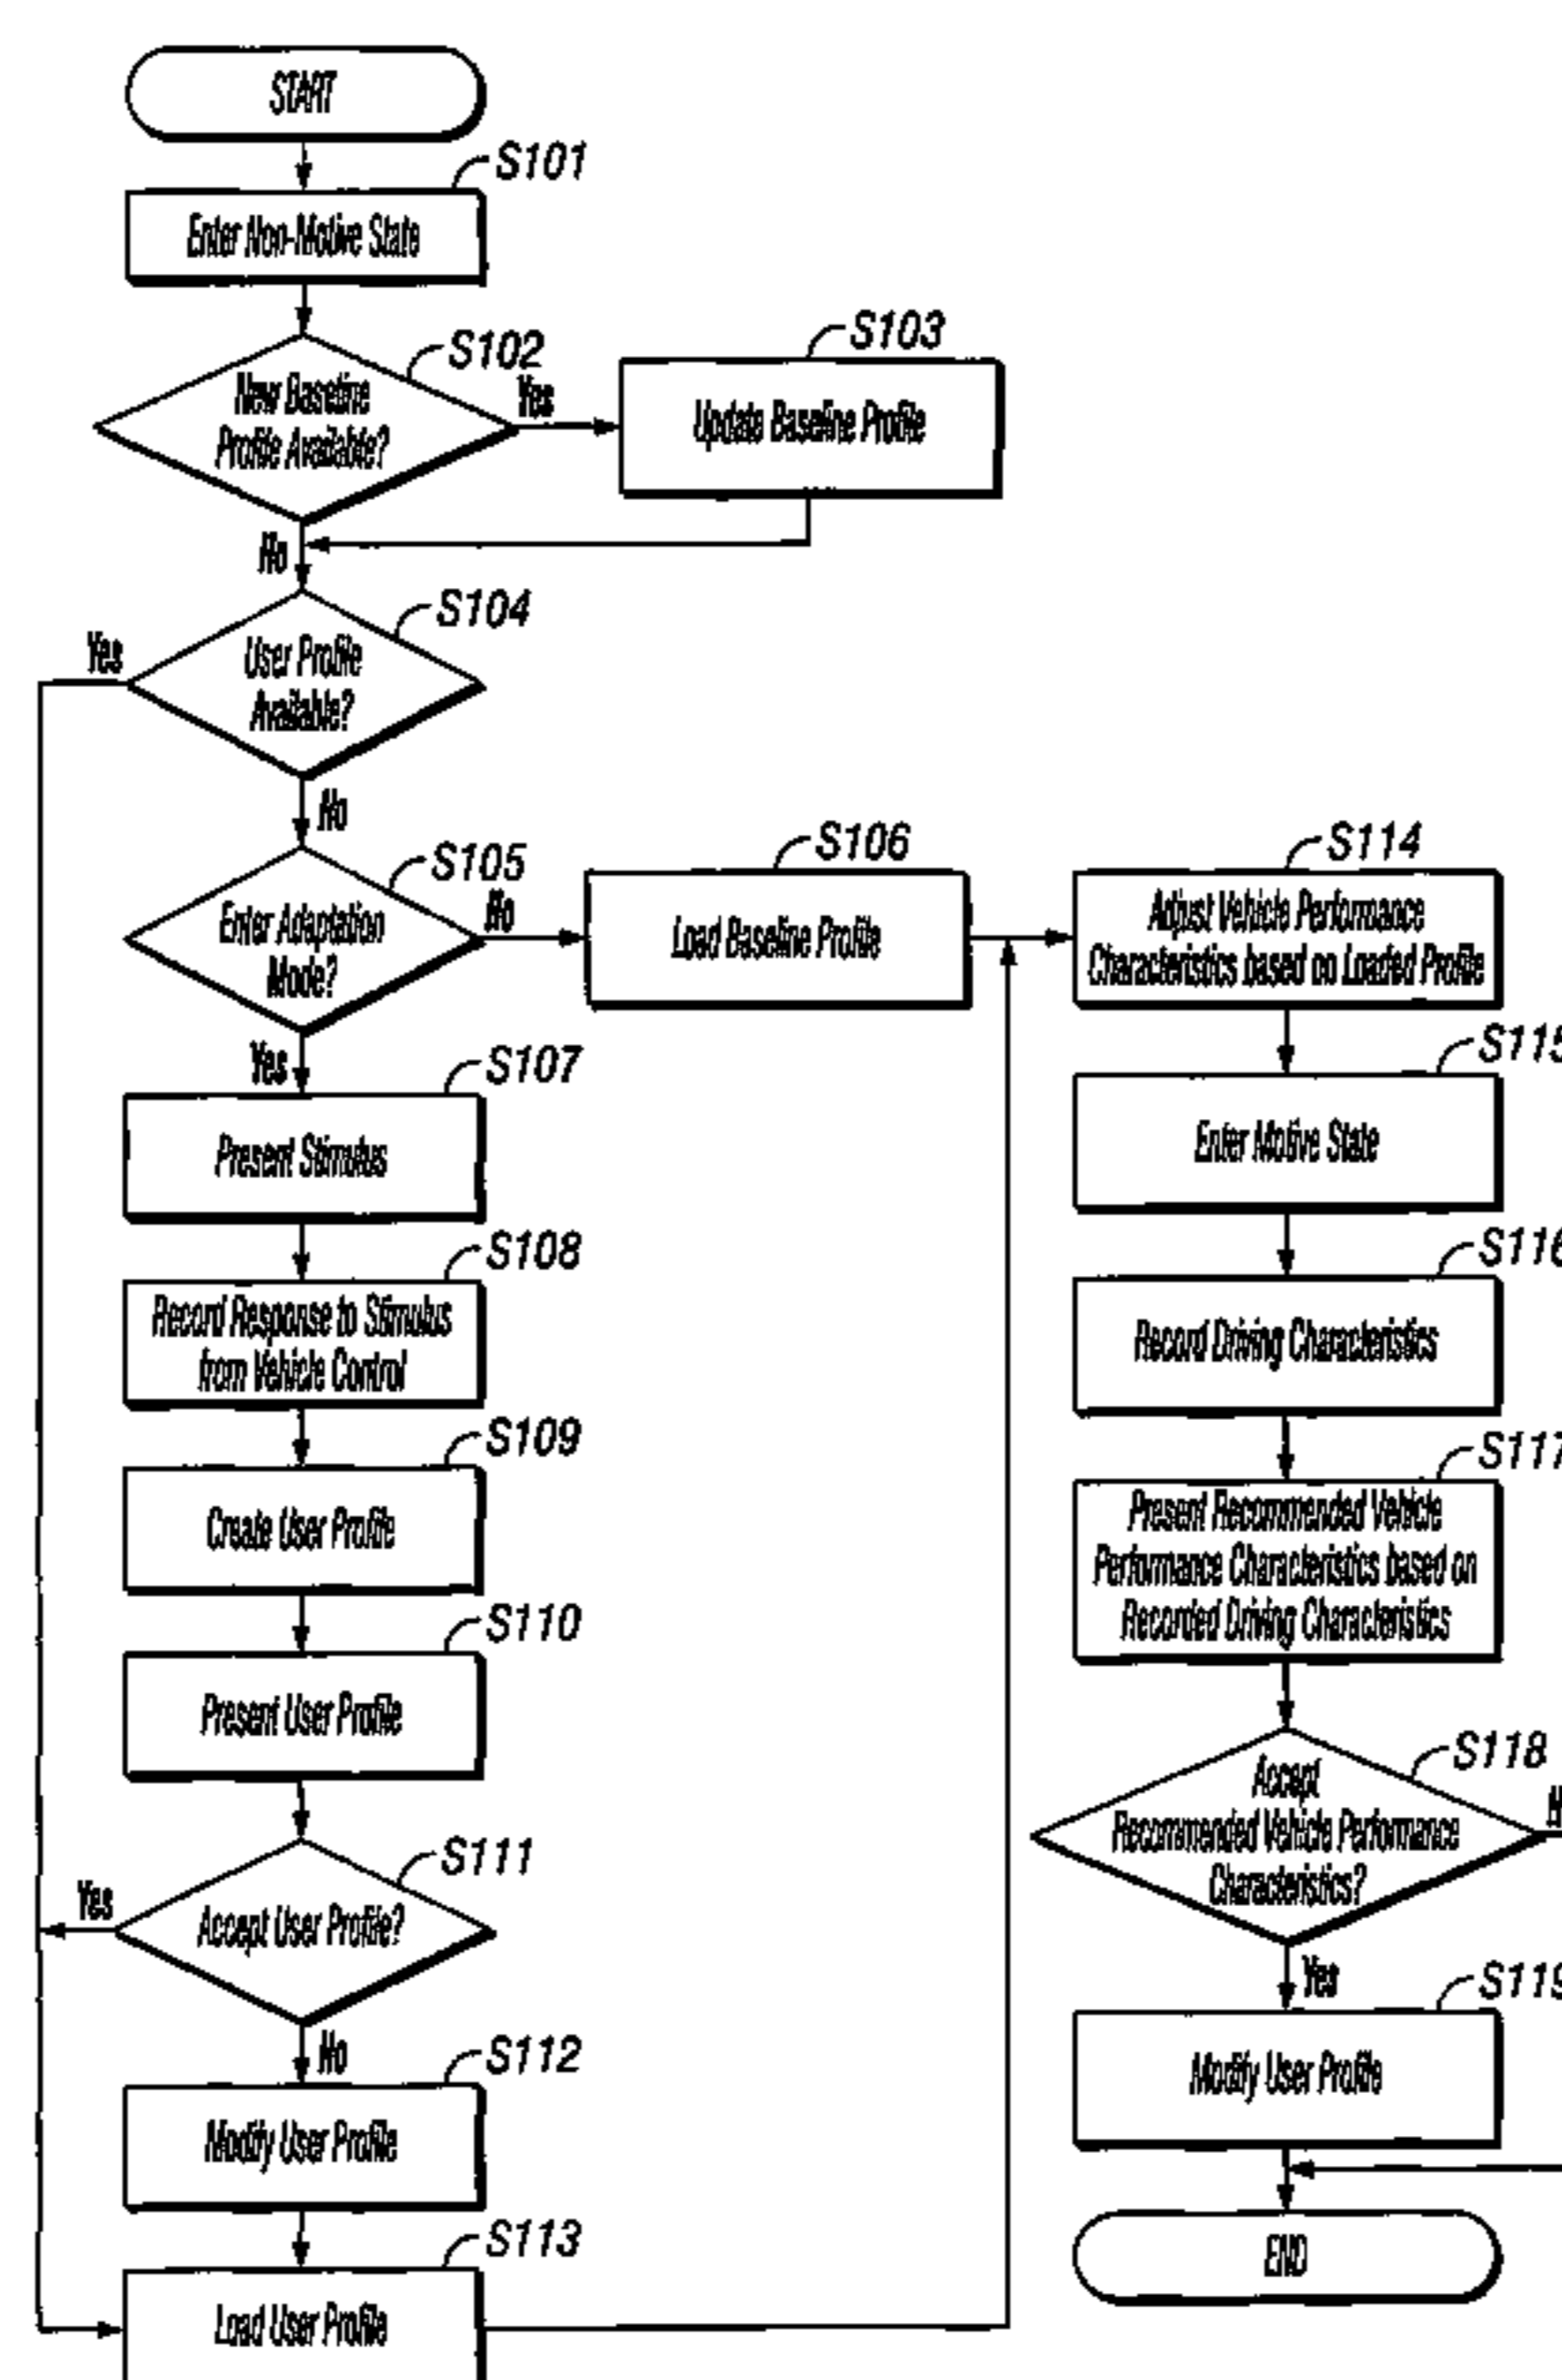 START
S101
Enter Non-Motive State
S102
New Baseline
Profile Available?
Yes
S103
Update Baseline Profile
No
S104
Yes
User Profile
Available?
No
S105
Enter Adaptation
Mode?
No
S106
Load Baseline Profile
Yes
S107
Present Stimulus
S108
Record Response to Stimulus
from Vehicle Control
S109
Create User Profile
S110
Present User Profile
S111
Yes
Accept User Profile?
No
S112
Modify User Profile
S113
Load User Profile
S114
Adjust Vehicle Performance
Characteristics based on Loaded Profile
S115
Enter Motive State
S116
Record Driving Characteristics
S117
Present Recommended Vehicle
Performance Characteristics based on
Recorded Driving Characteristics
S118
Accept
Recommended Vehicle Performance
Characteristics?
Yes
S119
Modify User Profile
END